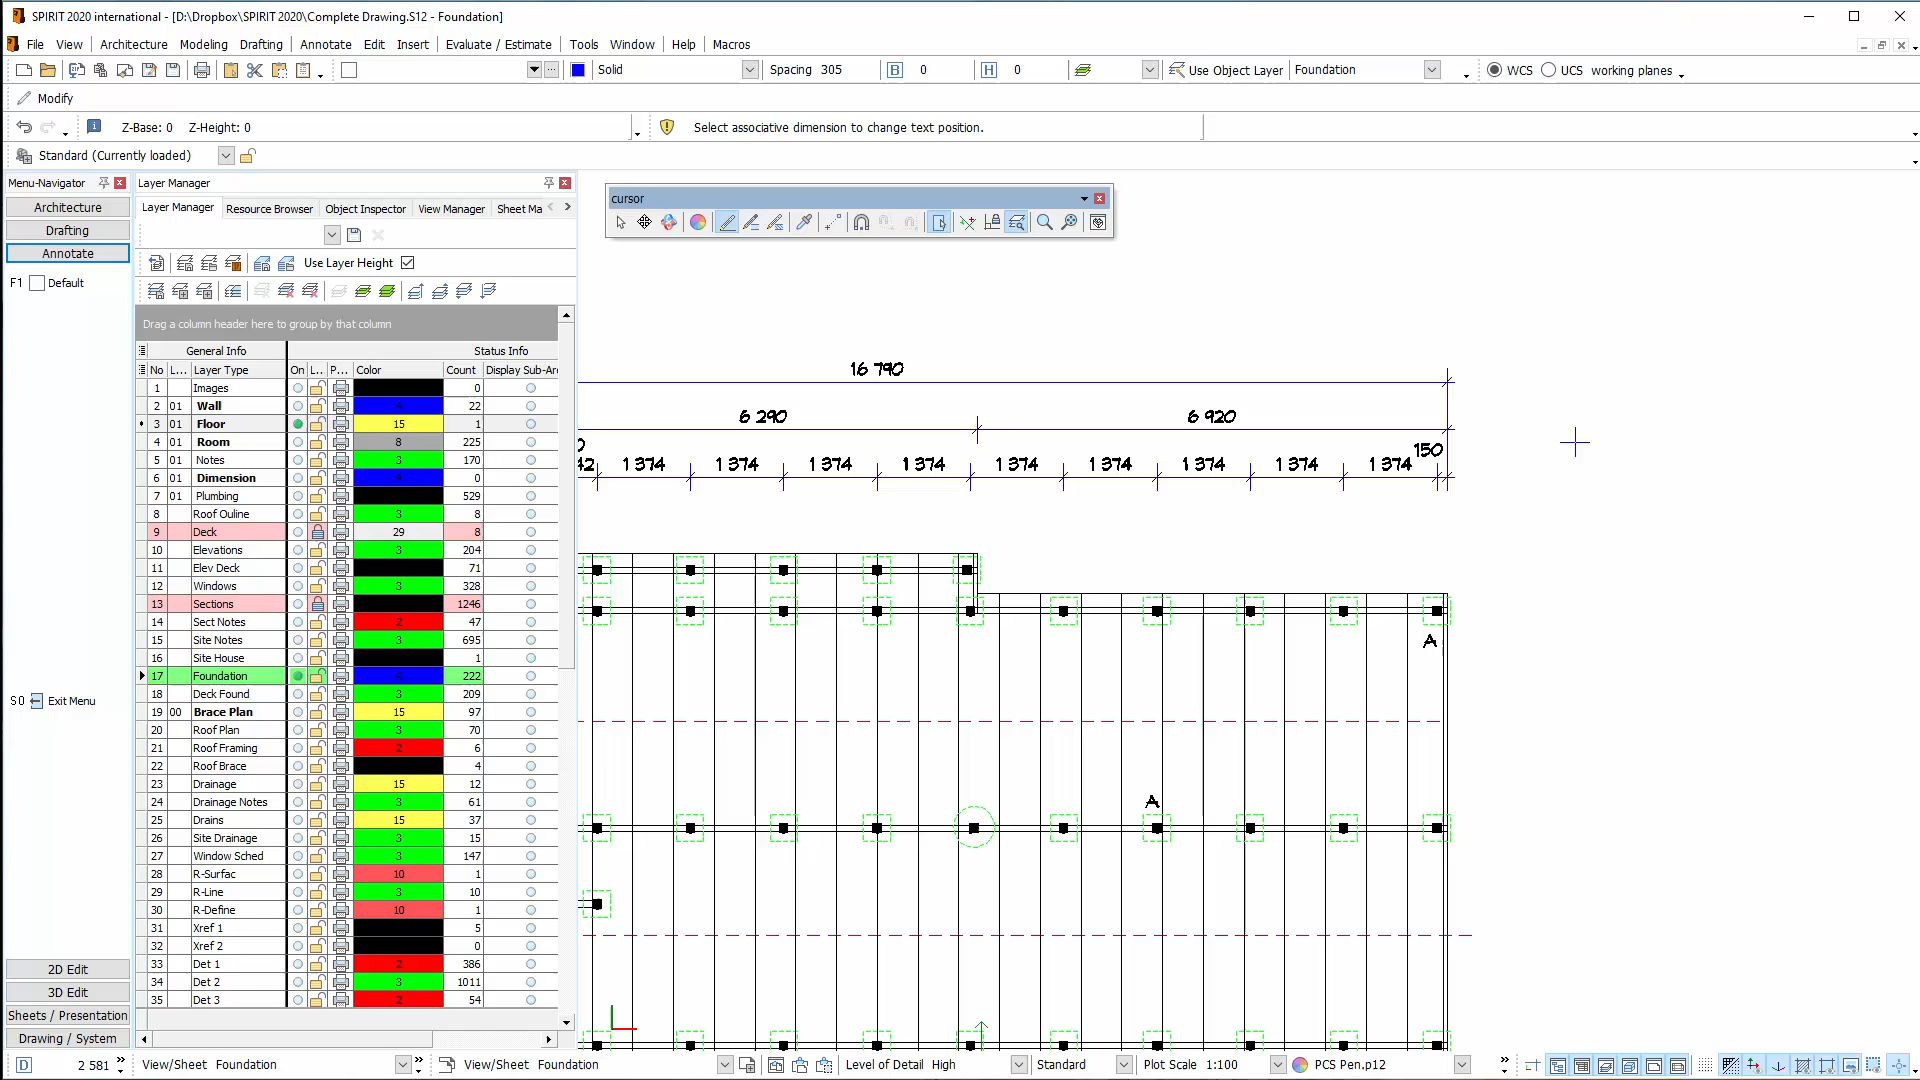 SPIRIT 2020 international - [D:\Dropbox\SPIRIT 2020\Complete Drawing.S12 - Foundation]
File View Architecture Modeling Drafting Annotate Edit Insert Evaluate / Estimate Tools Window Help Macros
Solid Spacing 305 B 0 H 0 Use Object Layer Foundation WCS UCS working planes
Modify
Z-Base: 0 Z-Height: 0 Select associative dimension to change text position.
Standard (Currently loaded)
Menu-Navigator
Architecture
Drafting
Annotate
F1 Default
S0 Exit Menu
2D Edit
3D Edit
Sheets / Presentation
Drawing / System
Layer Manager
Layer Manager Resource Browser Object Inspector View Manager Sheet Ma
Use Layer Height
Drag a column header here to group by that column
General Info Status Info
No L... Layer Type On L... P... Color Count Display Sub-Are
1 Images 0
2 01 Wall 4 22
3 01 Floor 15 1
4 01 Room 8 225
5 01 Notes 3 170
6 01 Dimension 4 0
7 01 Plumbing 529
8 Roof Ouline 3 8
9 Deck 29 8
10 Elevations 3 204
11 Elev Deck 71
12 Windows 3 328
13 Sections 1246
14 Sect Notes 2 47
15 Site Notes 3 695
16 Site House 1
17 Foundation 4 222
18 Deck Found 3 209
19 00 Brace Plan 15 97
20 Roof Plan 3 70
21 Roof Framing 2 6
22 Roof Brace 4
23 Drainage 15 12
24 Drainage Notes 3 61
25 Drains 15 37
26 Site Drainage 3 15
27 Window Sched 3 147
28 R-Surfac 10 1
29 R-Line 3 10
30 R-Define 10 1
31 Xref 1 5
32 Xref 2 0
33 Det 1 2 386
34 Det 2 3 1011
35 Det 3 2 54
cursor
16 790
6 290 6 920
0 150
42 1 374 1 374 1 374 1 374 1 374 1 374 1 374 1 374 1 374
A
A
D 2 581 View/Sheet Foundation View/Sheet Foundation Level of Detail High Standard Plot Scale 1:100 PCS Pen.p12